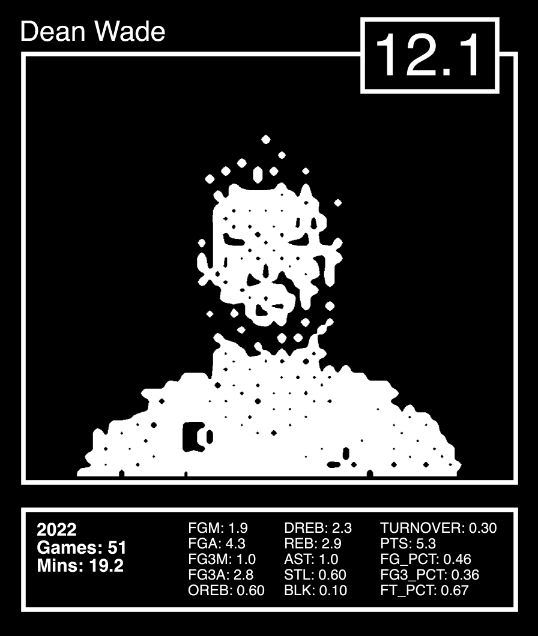 Dean Wade
12.1
2022
Games: 51
Mins: 19.2
FGM: 1.9
FGA: 4.3
FG3M: 1.0
FG3A: 2.8
OREB: 0.60
DREB: 2.3
REB: 2.9
AST: 1.0
STL: 0.60
BLK: 0.10
TURNOVER: 0.30
PTS: 5.3
FG_PCT: 0.46
FG3_PCT: 0.36
FT_PCT: 0.67